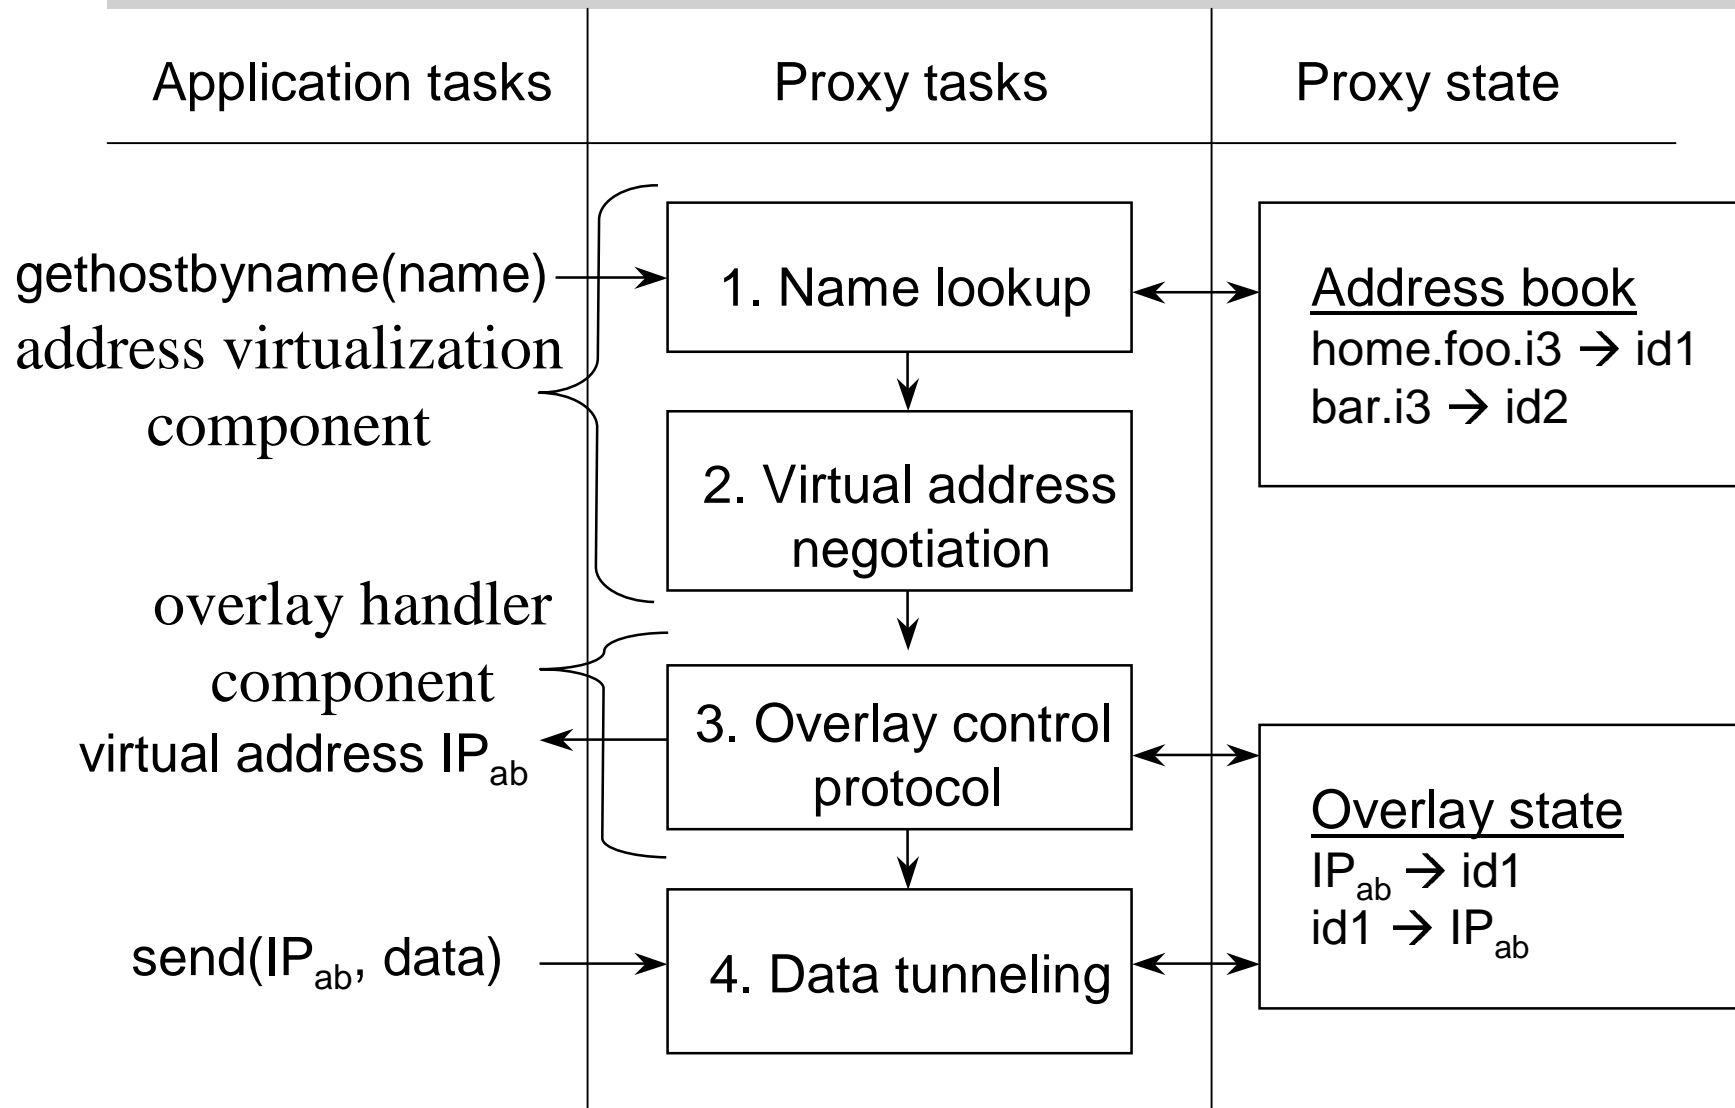 Application tasks
Proxy tasks
Proxy state
gethostbyname(name)
address virtualization
component
overlay handler
component
virtual address IPab
send(IPab, data)
1. Name lookup
2. Virtual address
negotiation
3. Overlay control
protocol
4. Data tunneling
Address book
home.foo.i3 → id1
bar.i3 → id2
Overlay state
IPab → id1
id1 → IPab